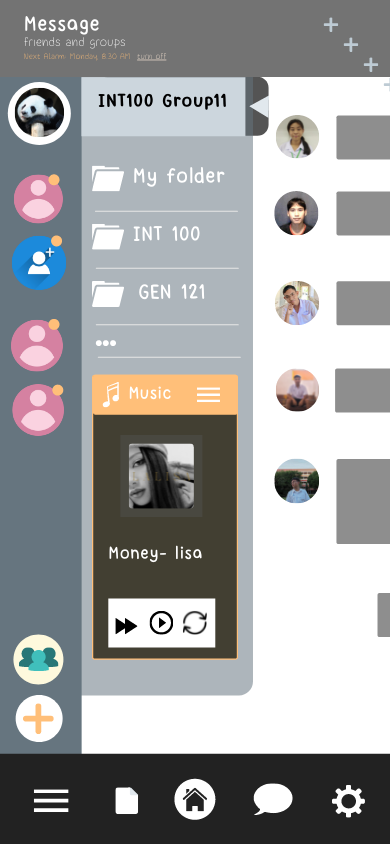 Message
friends and groups
Next Alarm: Monday, 8:30 AM turn off
INT100 Group11
My folder
INT 100
GEN 121
Music
Money- lisa